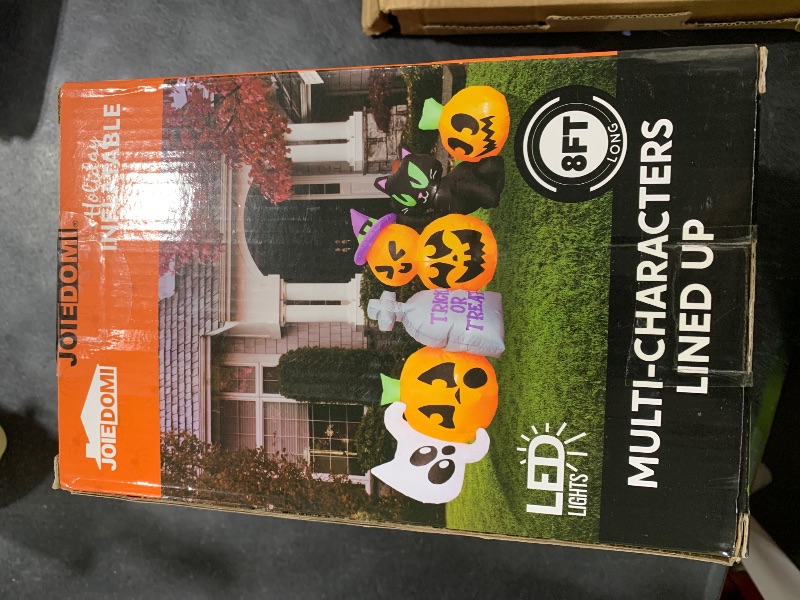 JOIEDOMI
JOIEDOMI
Holiday
INFLATABLE
TRICK
OR
TREAT
LED
LIGHTS
8FT
LONG
MULTI-CHARACTERS
LINED UP